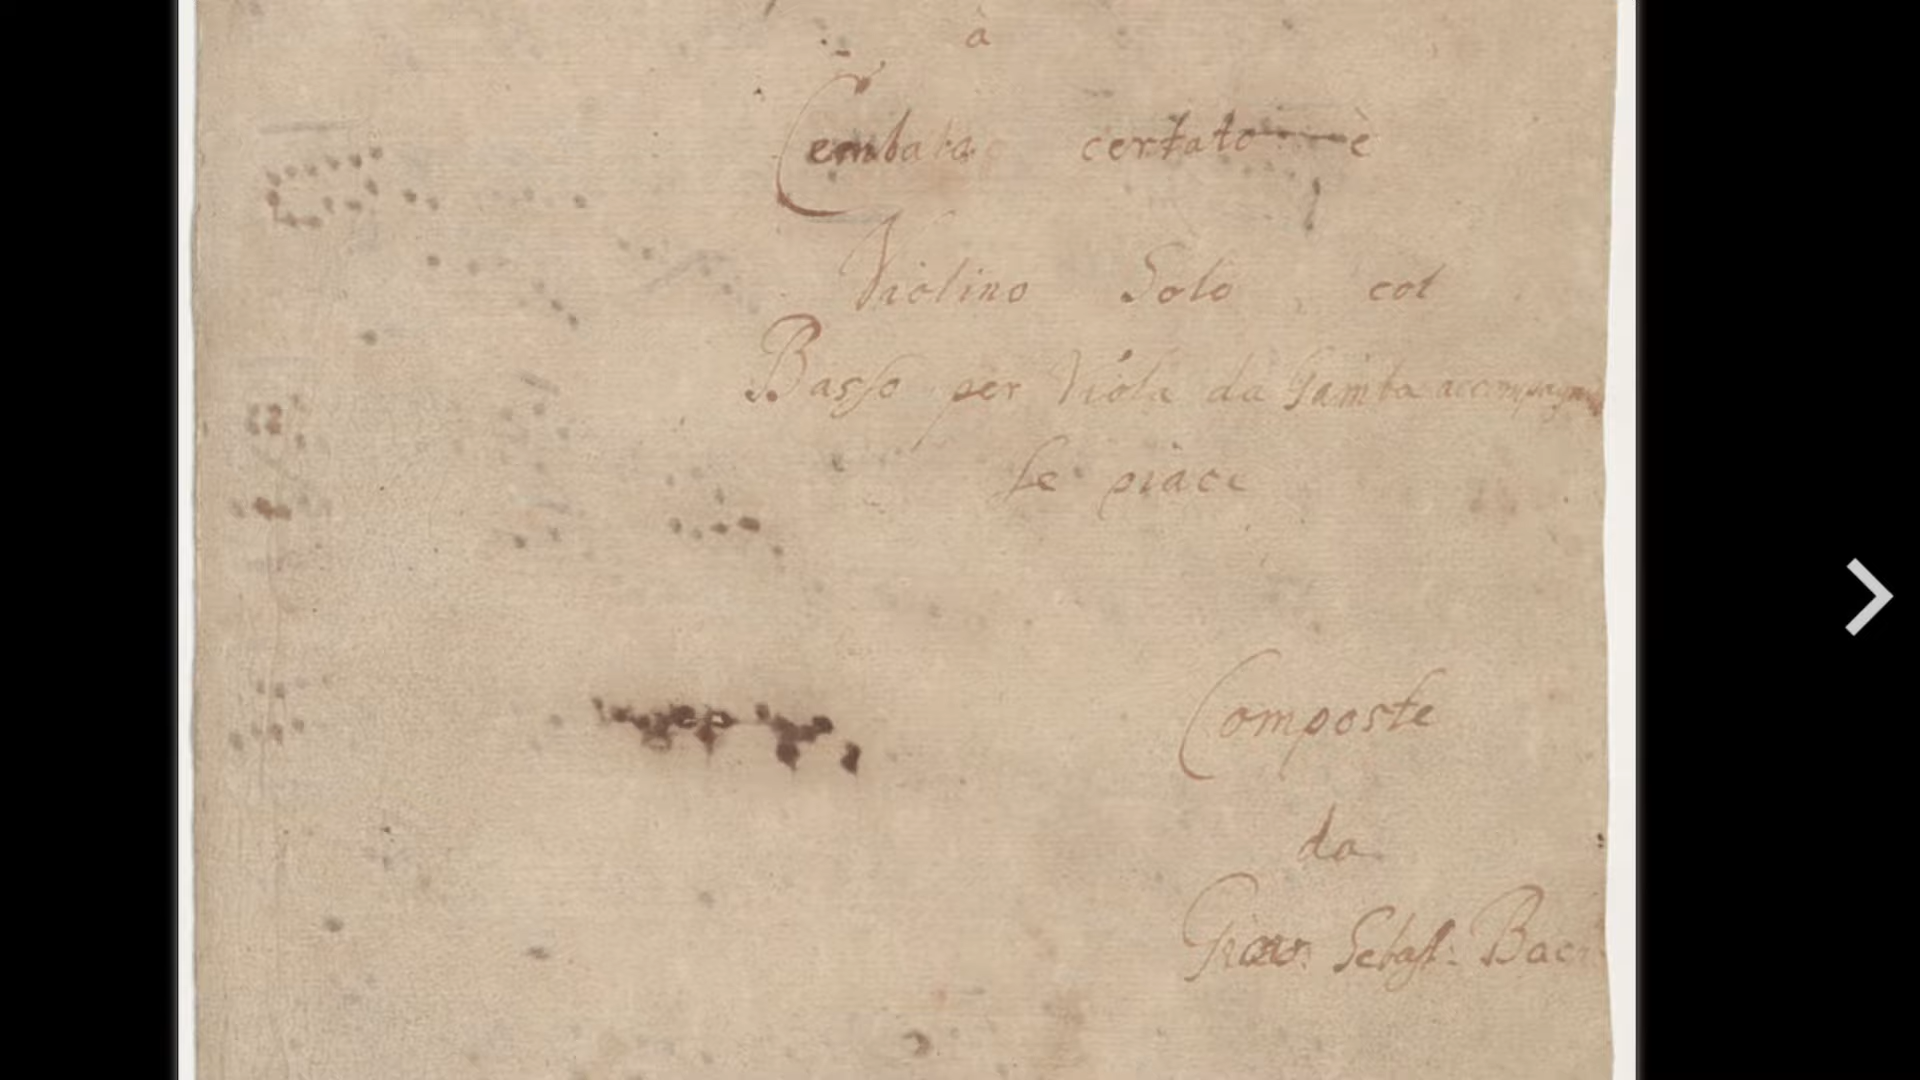 à
Cembalo certato è
Violino Solo col
Basso per Viola da Gamba accompagn
se piace
Composte
da
Giov. Sebast: Bach